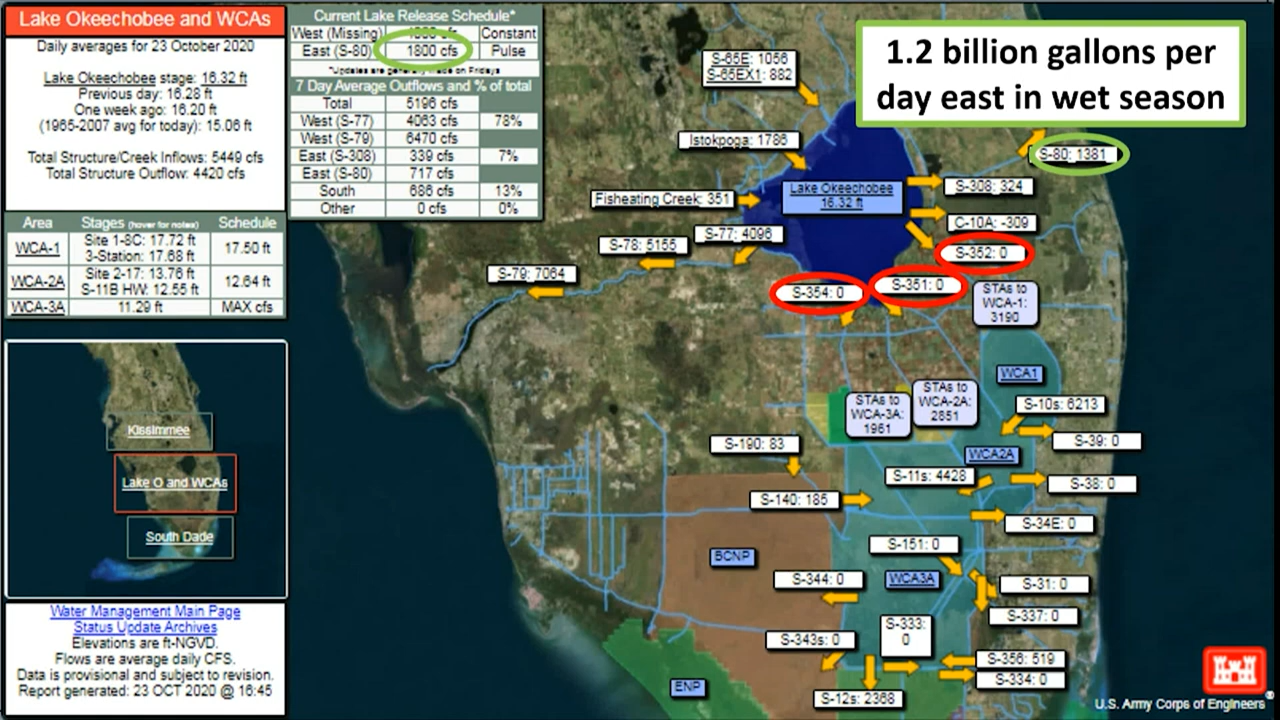 Lake Okeechobee and WCAs
Daily averages for 23 October 2020
Lake Okeechobee stage: 16.32 ft
Previous day: 16.28 ft
One week ago: 16.20 ft
(1965-2007 avg for today): 15.06 ft
Total Structure/Creek Inflows: 5449 cfs
Total Structure Outflow: 4420 cfs
Area Stages (hover for notes) Schedule
WCA-1 Site 1-8C: 17.72 ft 17.50 ft
3-Station: 17.68 ft
WCA-2A Site 2-17: 13.76 ft 12.64 ft
S-11B HW: 12.55 ft
WCA-3A 11.29 ft MAX cfs
Current Lake Release Schedule*
West (Missing) cfs Constant
East (S-80) 1800 cfs Pulse
*Updates are generally made on Fridays
7 Day Average Outflows and % of total
Total 5196 cfs
West (S-77) 4063 cfs 78%
West (S-79) 6470 cfs
East (S-308) 339 cfs 7%
East (S-80) 717 cfs
South 686 cfs 13%
Other 0 cfs 0%
1.2 billion gallons per
day east in wet season
S-65E: 1056
S-65EX1: 882
Istokpoga: 1786
S-80: 1381
Lake Okeechobee
16.32 ft
S-308: 324
Fisheating Creek: 351
C-10A: -309
S-77: 4096
S-78: 5155
S-352: 0
S-79: 7064
S-354: 0
S-351: 0
STAs to
WCA-1:
3190
WCA1
STAs to
WCA-3A:
1961
STAs to
WCA-2A:
2851
S-10s: 6213
S-190: 83
S-39: 0
WCA2A
S-11s: 4428
S-38: 0
S-140: 185
S-34E: 0
S-151: 0
BCNP
S-344: 0
WCA3A
S-31: 0
S-337: 0
S-333:
0
S-343s: 0
S-356: 519
S-334: 0
ENP
S-12s: 2368
Kissimmee
Lake O and WCAs
South Dade
Water Management Main Page
Status Update Archives
Elevations are ft-NGVD.
Flows are average daily CFS.
Data is provisional and subject to revision.
Report generated: 23 OCT 2020 @ 16:45
U.S. Army Corps of Engineers®